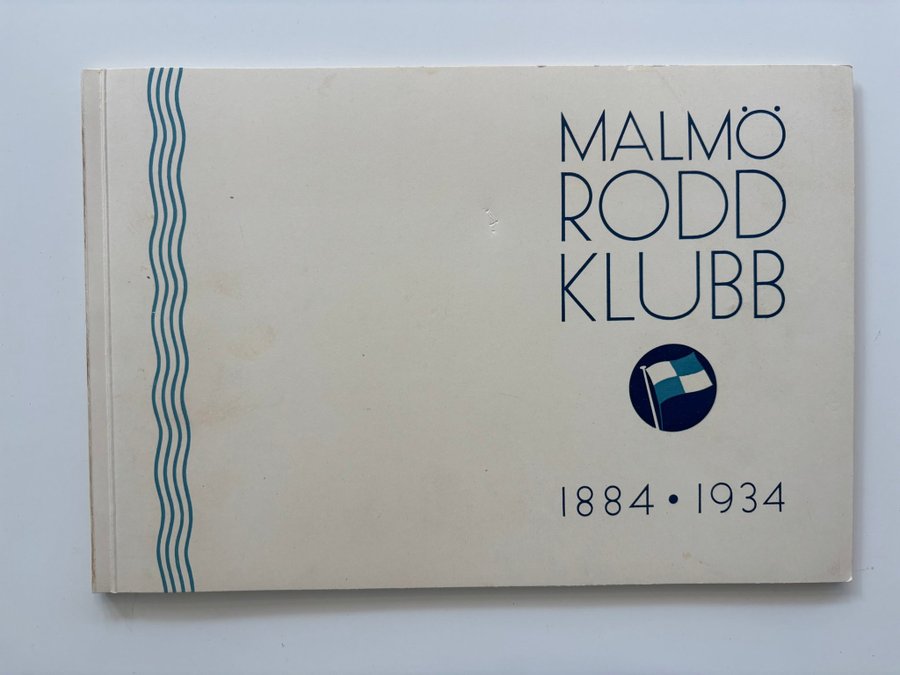 MALMÖ
RODD
KLUBB
1884 • 1934